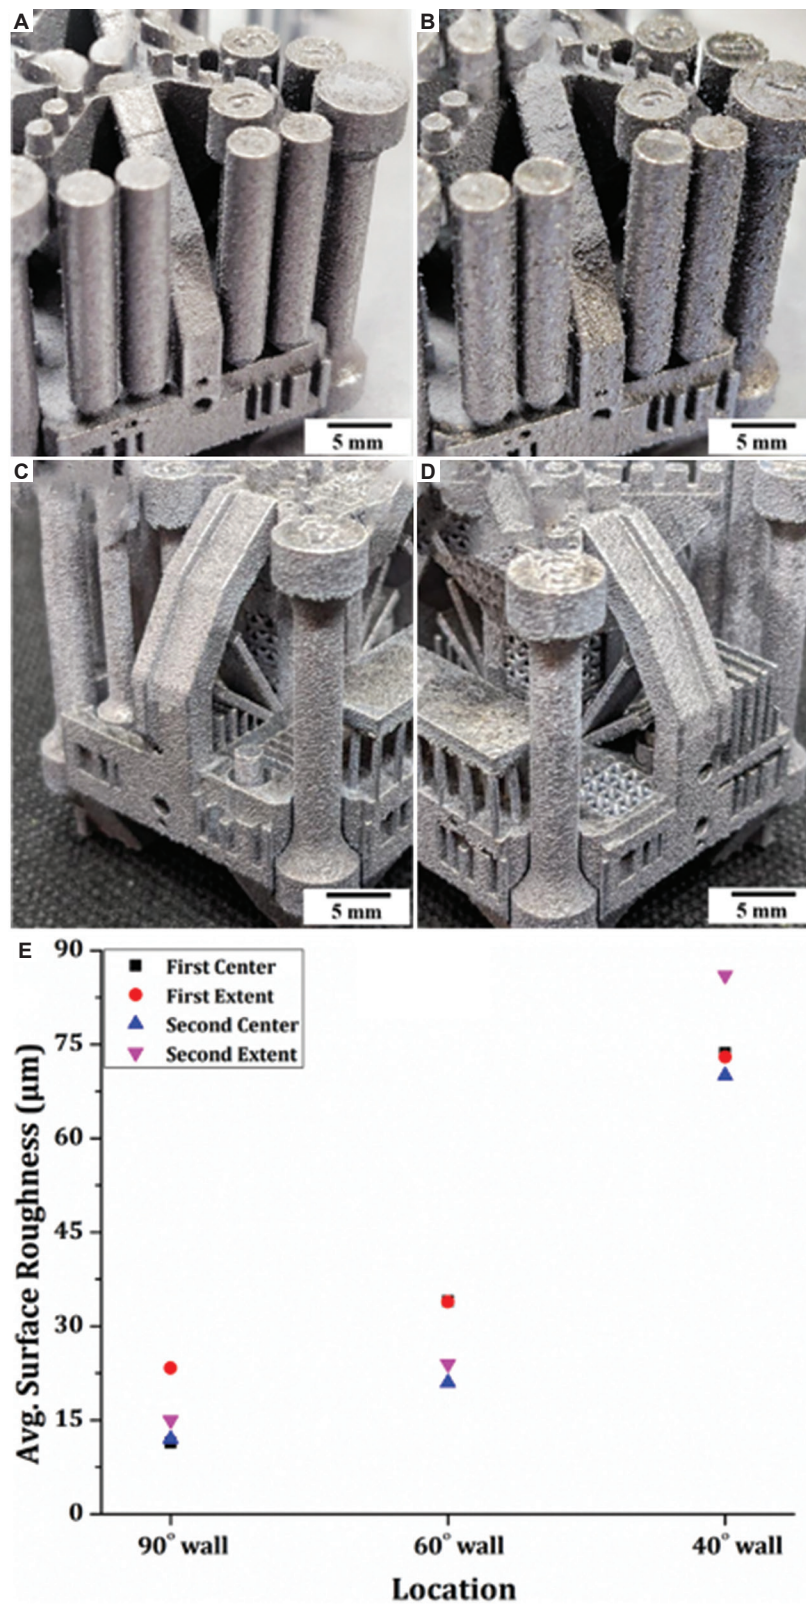 A
B
5 mm
5 mm
C
D
5 mm
5 mm
E
90
75
60
45
30
15
0
Avg. Surface Roughness (μm)
First Center
First Extent
Second Center
Second Extent
90° wall
60° wall
40° wall
Location